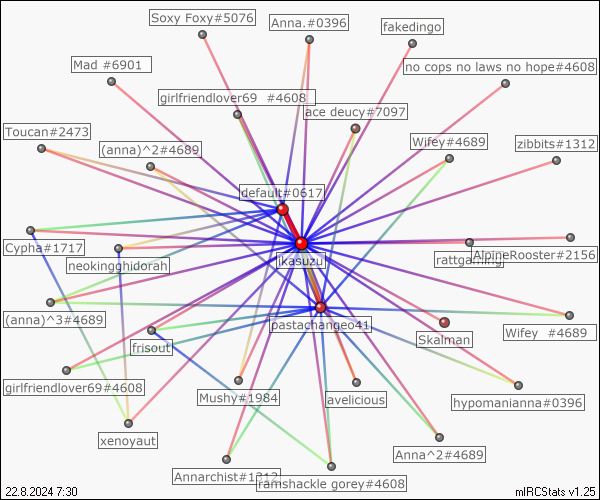 Soxy Foxy#5076
Anna.#0396
fakedingo
Mad #6901
no cops no laws no hope#4608
girlfriendlover69 #4608
ace deucy#7097
Toucan#2473
(anna)^2#4689
Wifey#4689
zibbits#1312
default#0617
Cypha#1717
neokingghidorah
ikasuzu
rattgaming
AlpineRooster#2156
(anna)^3#4689
frisout
pastachangeo41
Skalman
Wifey #4689
girlfriendlover69#4608
Mushy#1984
avelicious
hypomanianna#0396
xenoyaut
Annarchist#1312
ramshackle gorey#4608
Anna^2#4689
22.8.2024 7:30
mIRCStats v1.25